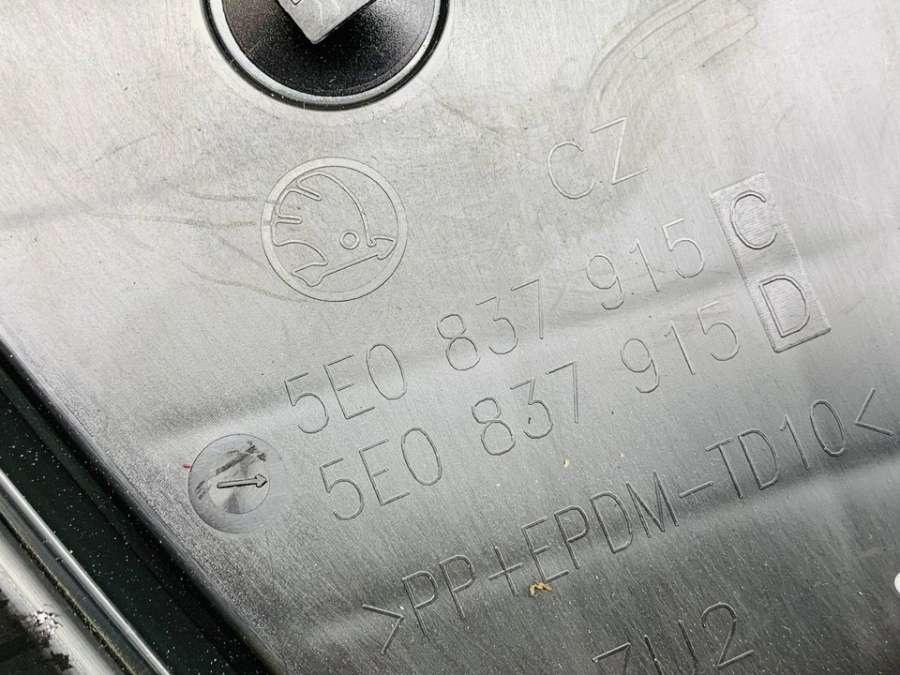 CZ
5E0 837 915 C
5E0 837 915 D
>PP+EPDM-TD10<